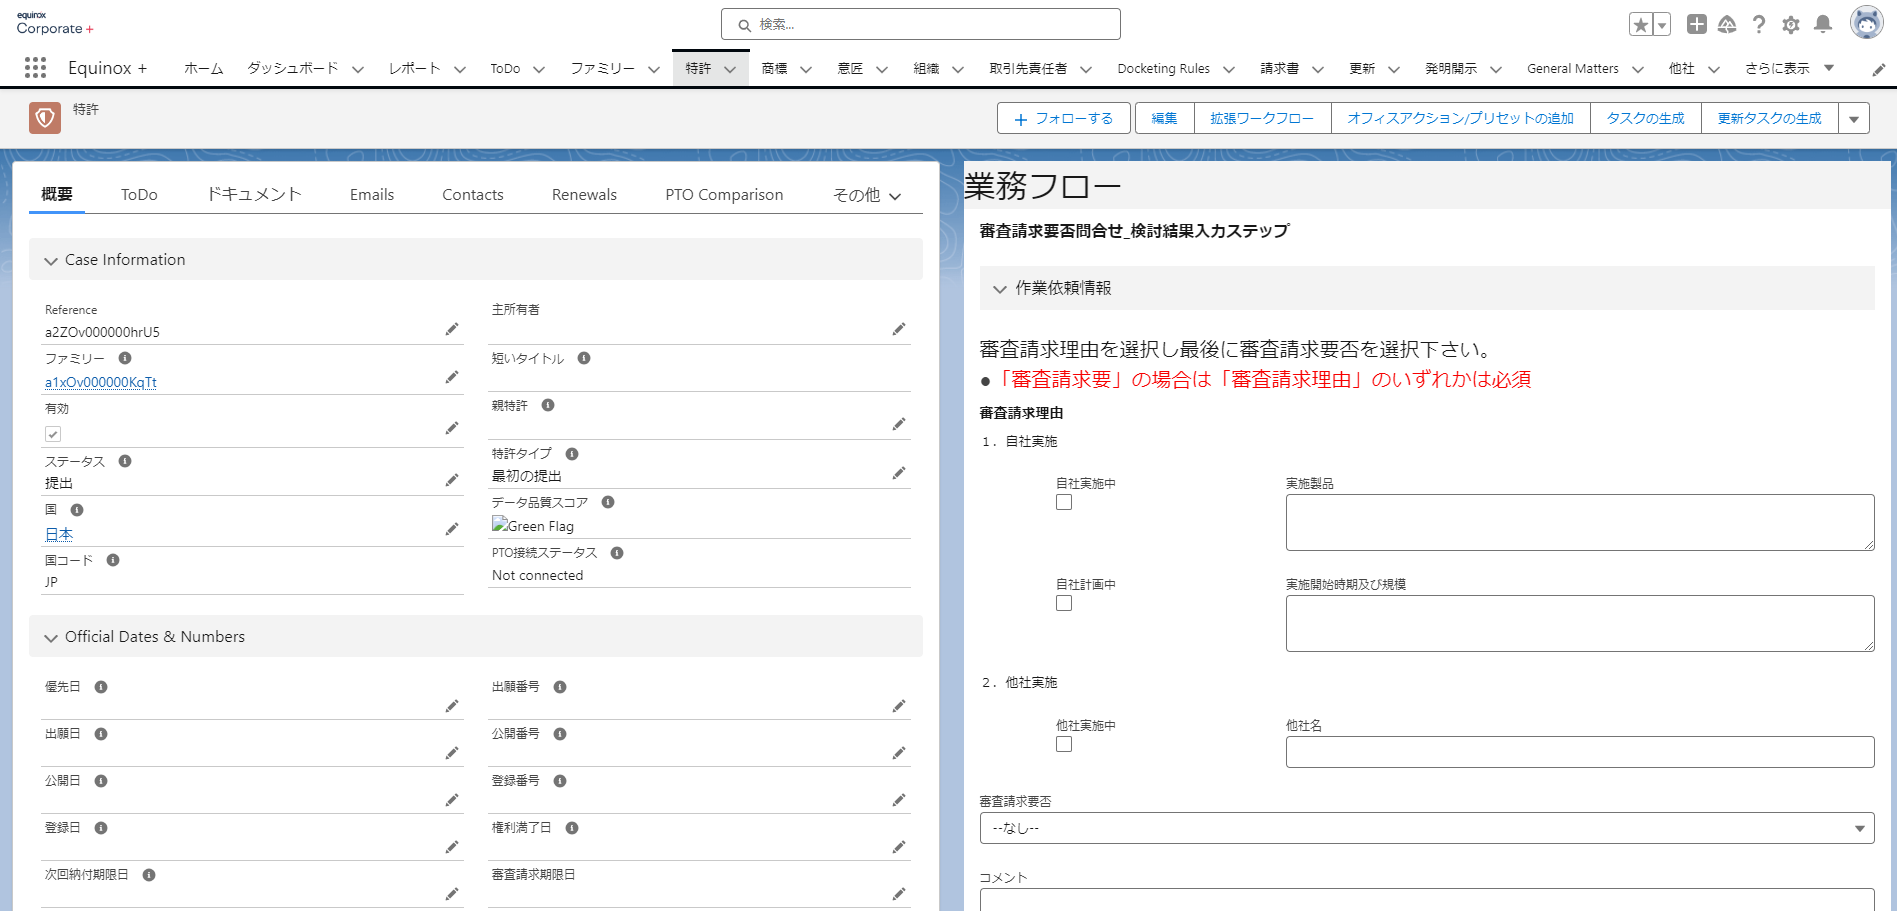 equinox
Corporate +
検索...
Equinox +
ホーム
ダッシュボード
レポート
ToDo
ファミリー
特許
商標
意匠
組織
取引先責任者
Docketing Rules
請求書
更新
発明開示
General Matters
他社
さらに表示
特許
フォローする
編集
拡張ワークフロー
オフィスアクション/プリセットの追加
タスクの生成
更新タスクの生成
概要
ToDo
ドキュメント
Emails
Contacts
Renewals
PTO Comparison
その他
Case Information
Reference
a2ZOv000000hrU5
主所有者
ファミリー
a1xOv000000KqTt
短いタイトル
有効
親特許
ステータス
提出
特許タイプ
最初の提出
国
日本
データ品質スコア
Green Flag
国コード
JP
PTO接続ステータス
Not connected
Official Dates & Numbers
優先日
出願番号
出願日
公開番号
公開日
登録番号
登録日
権利満了日
次回納付期限日
審査請求期限日
業務フロー
審査請求要否問合せ_検討結果入力ステップ
作業依頼情報
審査請求理由を選択し最後に審査請求要否を選択下さい。
●「審査請求要」の場合は「審査請求理由」のいずれかは必須
審査請求理由
1. 自社実施
自社実施中
実施製品
自社計画中
実施開始時期及び規模
2. 他社実施
他社実施中
他社名
審査請求要否
--なし--
コメント